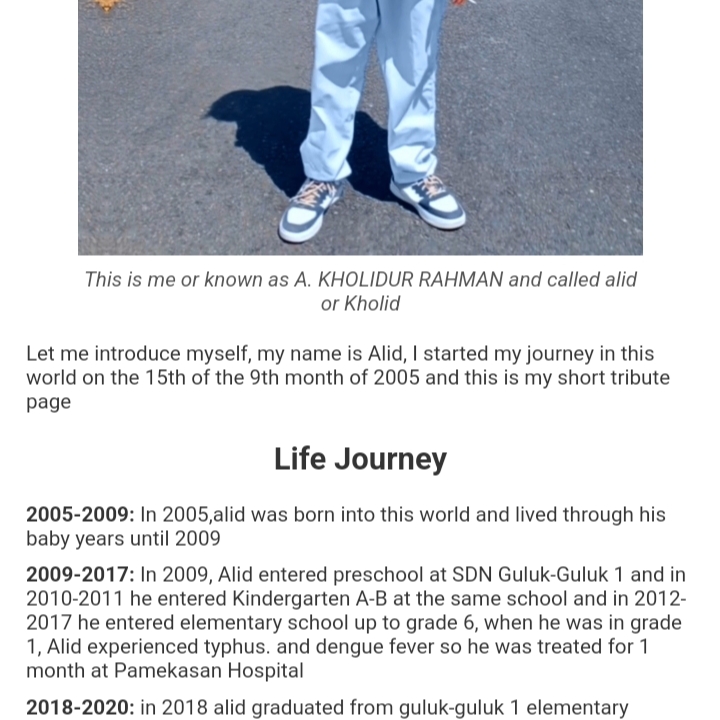 This is me or known as A. KHOLIDUR RAHMAN and called alid
or Kholid
Let me introduce myself, my name is Alid, I started my journey in this
world on the 15th of the 9th month of 2005 and this is my short tribute
page
Life Journey
2005-2009: In 2005,alid was born into this world and lived through his
baby years until 2009
2009-2017: In 2009, Alid entered preschool at SDN Guluk-Guluk 1 and in
2010-2011 he entered Kindergarten A-B at the same school and in 2012-
2017 he entered elementary school up to grade 6, when he was in grade
1, Alid experienced typhus. and dengue fever so he was treated for 1
month at Pamekasan Hospital
2018-2020: in 2018 alid graduated from guluk-guluk 1 elementary